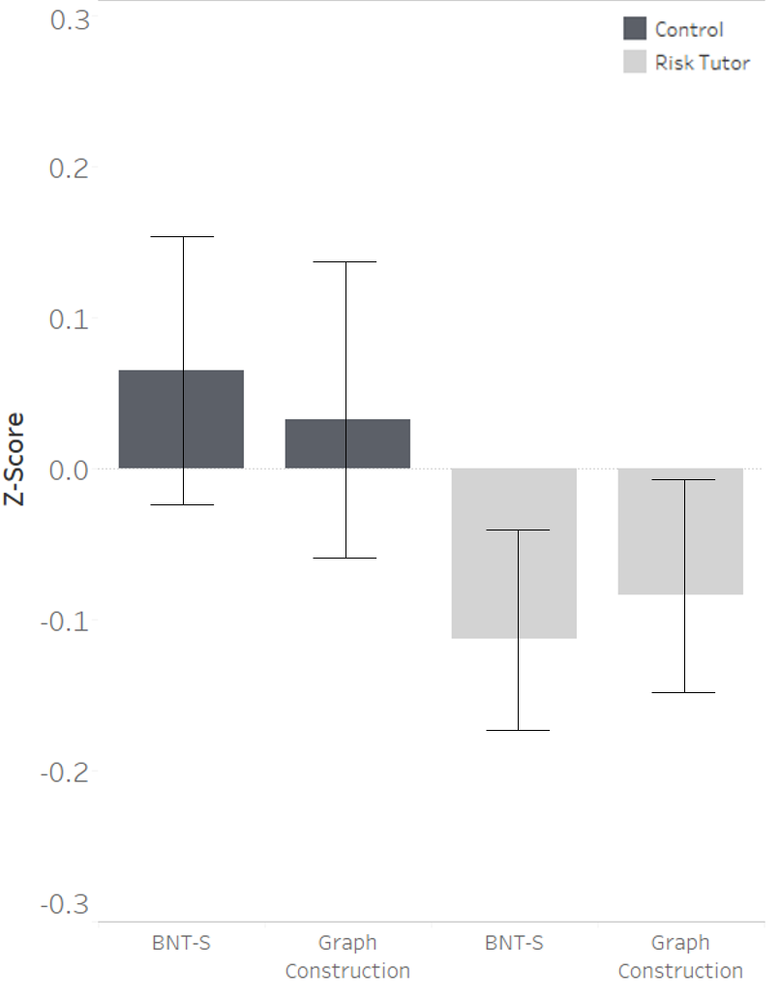 0.3
Control
Risk Tutor
0.2
0.1
Z-Score
0.0
-0.1
-0.2
-0.3
BNT-S
Graph
Construction
BNT-S
Graph
Construction